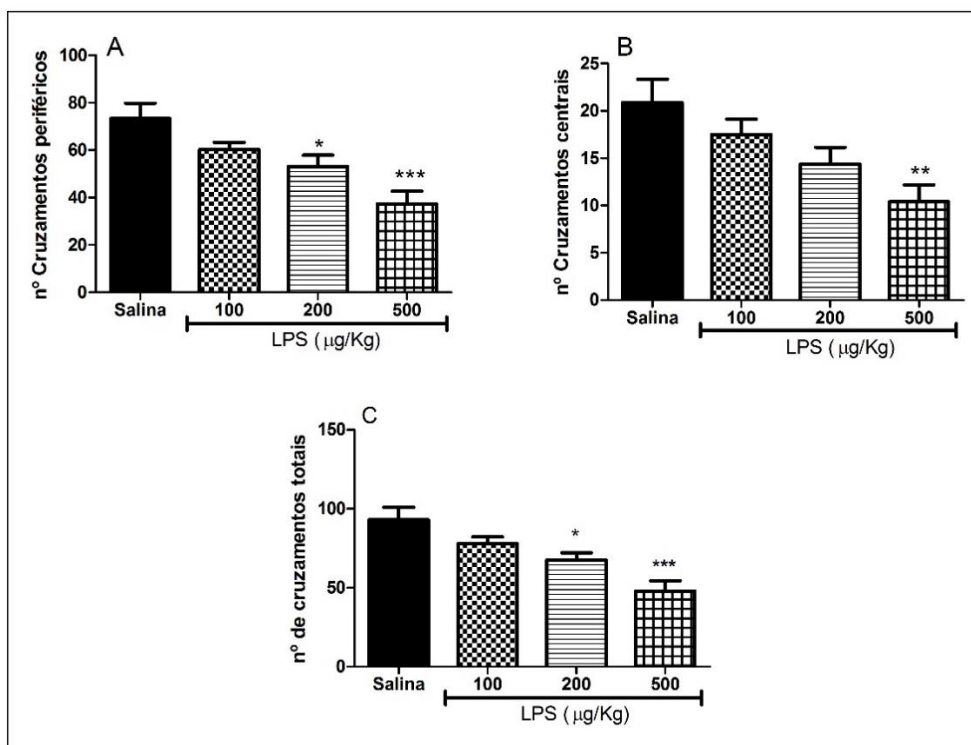 A
nº Cruzamentos periféricos
100
80
60
40
20
0
*
***
Salina
100
200
500
LPS ( μg/Kg)
B
nº Cruzamentos centrais
25
20
15
10
5
0
**
Salina
100
200
500
LPS (μg/Kg)
C
nº de cruzamentos totais
150
100
50
0
*
***
Salina
100
200
500
LPS (μg/Kg)